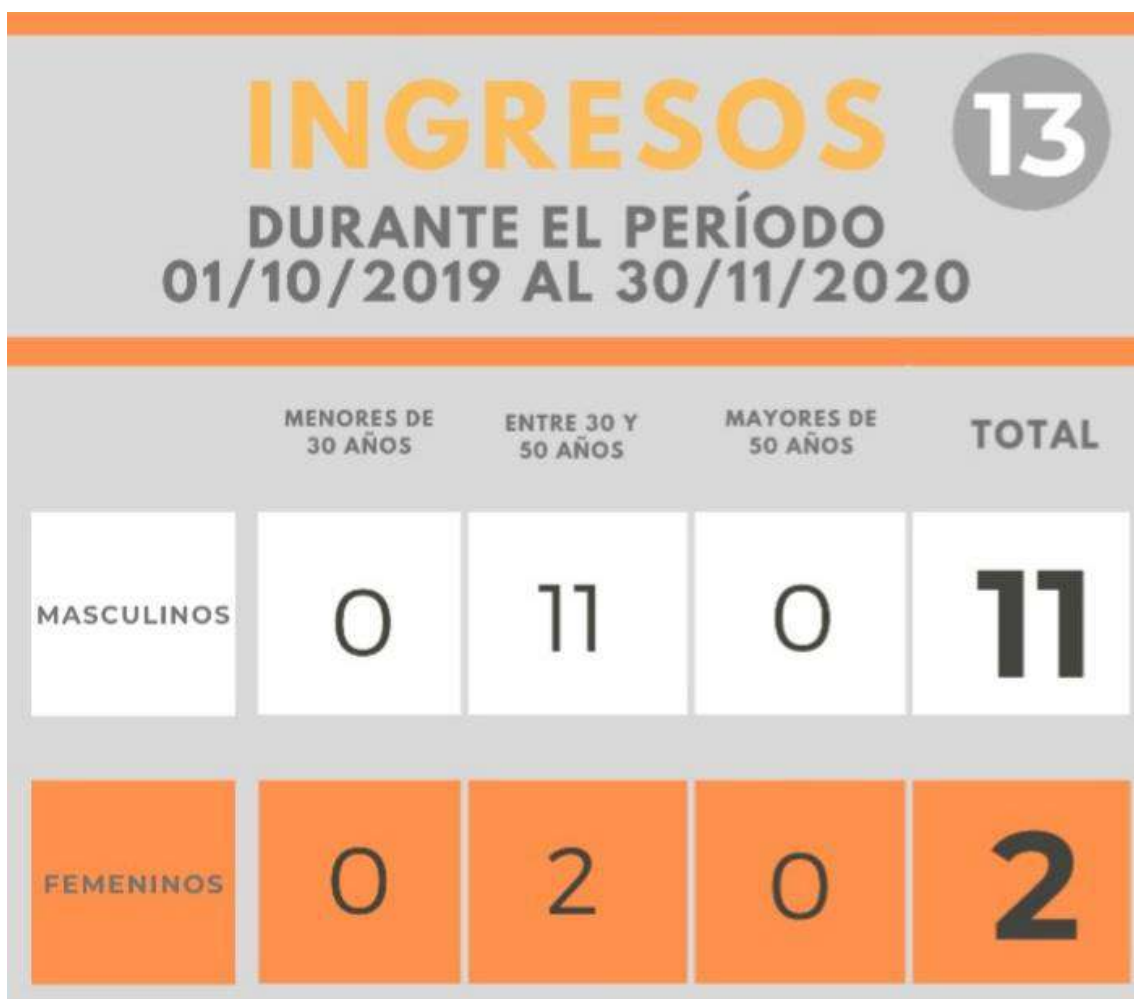 INGRESOS 13
DURANTE EL PERÍODO
01/10/2019 AL 30/11/2020
MENORES DE
30 AÑOS
ENTRE 30 Y
50 AÑOS
MAYORES DE
50 AÑOS
TOTAL
MASCULINOS 0 11 0 11
FEMENINOS 0 2 0 2